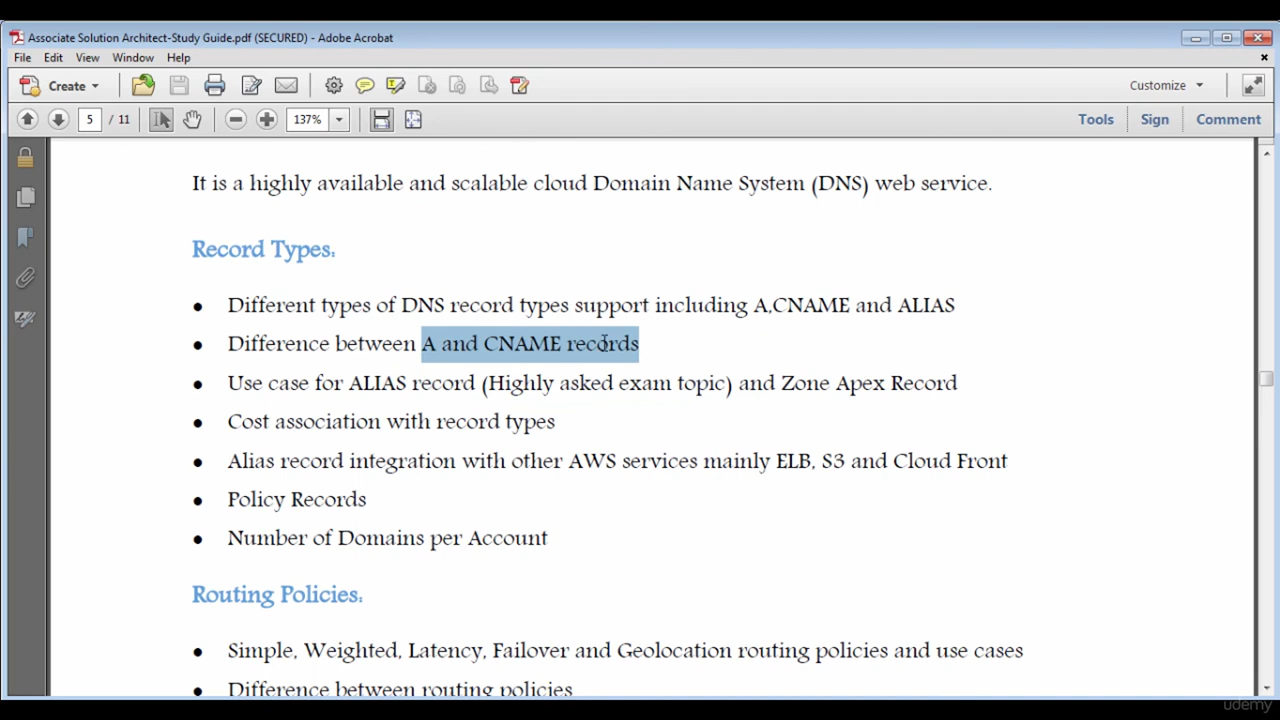 Associate Solution Architect-Study Guide.pdf (SECURED) - Adobe Acrobat
File Edit View Window Help
Create Customize
5 / 11 137% Tools Sign Comment
It is a highly available and scalable cloud Domain Name System (DNS) web service.
Record Types:
● Different types of DNS record types support including A,CNAME and ALIAS
● Difference between A and CNAME records
● Use case for ALIAS record (Highly asked exam topic) and Zone Apex Record
● Cost association with record types
● Alias record integration with other AWS services mainly ELB, S3 and Cloud Front
● Policy Records
● Number of Domains per Account
Routing Policies:
● Simple, Weighted, Latency, Failover and Geolocation routing policies and use cases
● Difference between routing policies
udemy